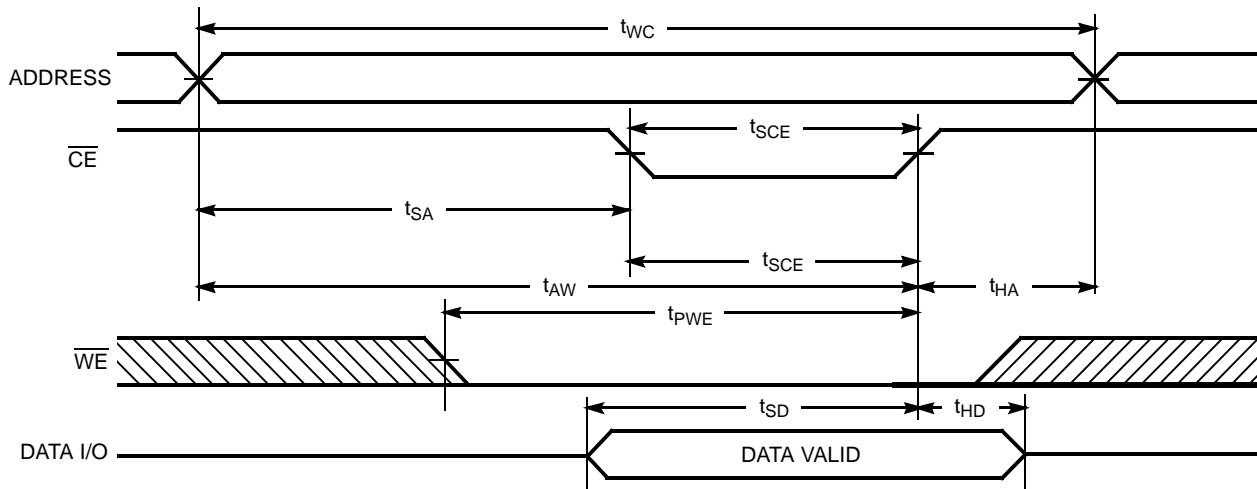 tWC
ADDRESS
tSCE
CE
tSA
tSCE
tAW
tHA
tPWE
WE
tSD
tHD
DATA I/O
DATA VALID